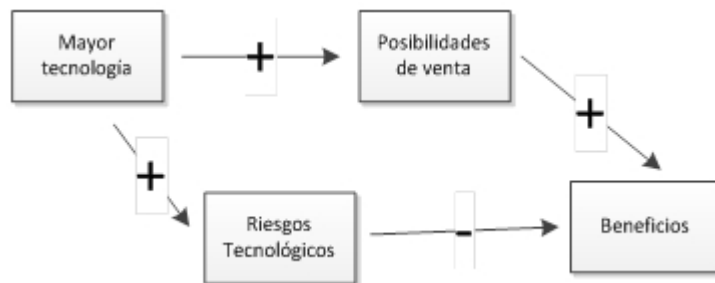 Mayor
tecnología
+
Posibilidades
de venta
+
+
Riesgos
Tecnológicos
-
Beneficios